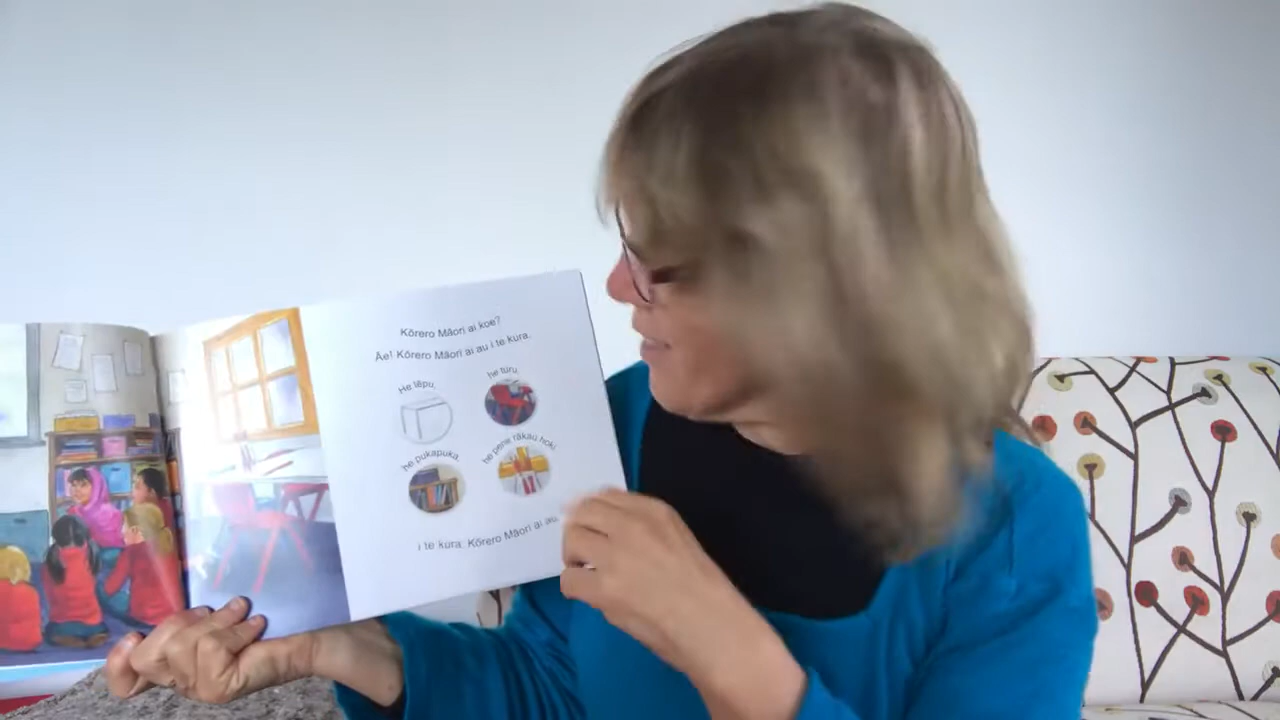 Kōrero Māori ai koe?
Āe! Kōrero Māori ai au i te kura.
He tēpu,
he tūru,
he pukapuka,
he pene rākau hoki
i te kura. Kōrero Māori ai au